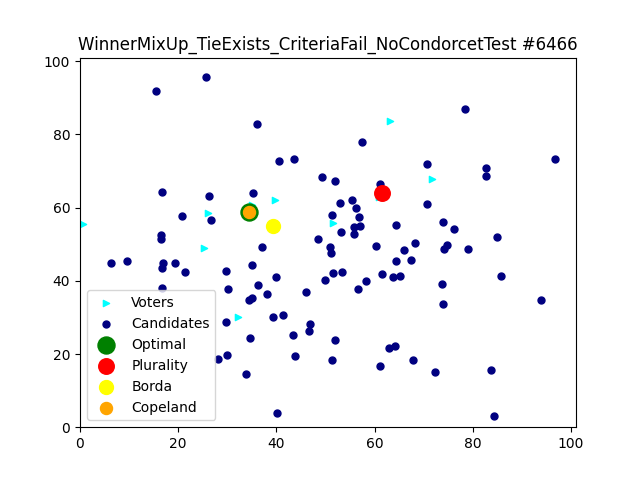 WinnerMixUp_TieExists_CriteriaFail_NoCondorcetTest #6466
100
80
60
40
20
0
Voters
Candidates
Optimal
Plurality
Borda
Copeland
0 20 40 60 80 100